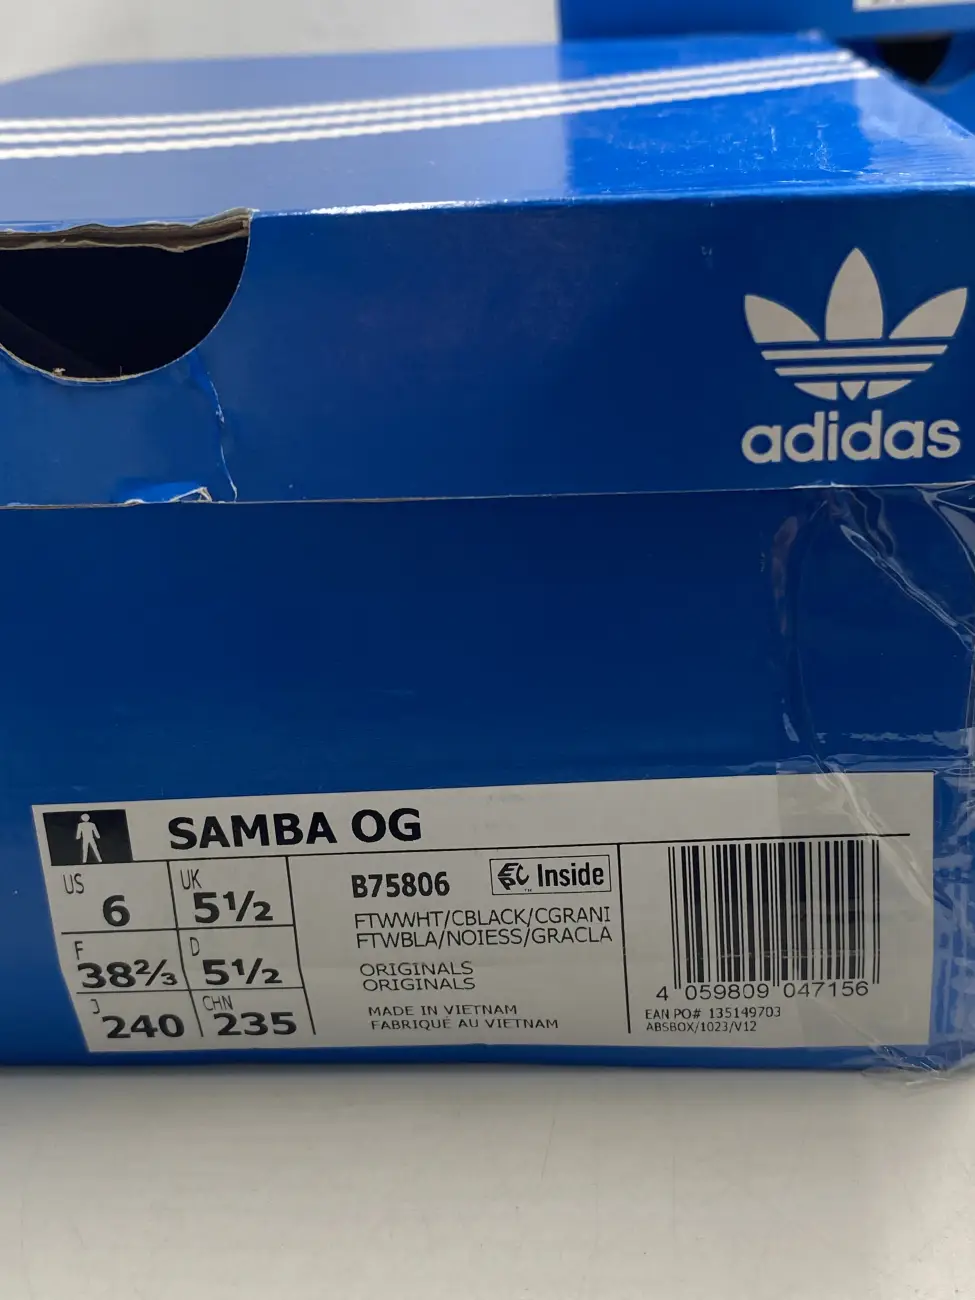 adidas
SAMBA OG
US 6
UK 5½
F 38⅔
D 5½
J 240
CHN 235
B75806
EPC Inside
FTWWHT/CBLACK/CGRANI
FTWBLA/NOIESS/GRACLA
ORIGINALS
ORIGINALS
MADE IN VIETNAM
FABRIQUÉ AU VIETNAM
4 059809 047156
EAN PO# 135149703
ABSBOX/1023/V12